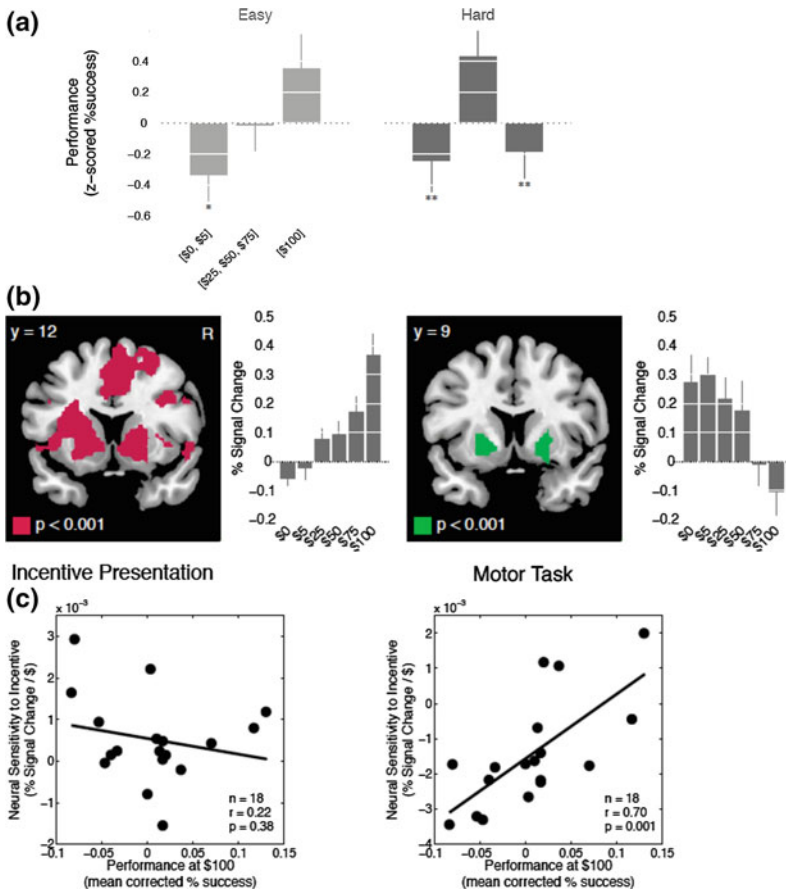 (a)
Easy
Hard
Performance
(z-scored %success)
0.4
0.2
0
-0.2
-0.4
-0.6
*
**
**
[$0, $5]
[$25, $50, $75]
[$100]
(b)
y = 12
R
p < 0.001
% Signal Change
0.5
0.4
0.3
0.2
0.1
0
-0.1
-0.2
$0
$5
$25
$50
$75
$100
y = 9
p < 0.001
% Signal Change
0.5
0.4
0.3
0.2
0.1
0
-0.1
-0.2
$0
$5
$25
$50
$75
$100
Incentive Presentation
Motor Task
(c)
x 10⁻³
Neural Sensitivity to Incentive
(% Signal Change / $)
3
2
1
0
-1
-2
n = 18
r = 0.22
p = 0.38
-0.1
-0.05
0
0.05
0.1
0.15
Performance at $100
(mean corrected % success)
x 10⁻³
Neural Sensitivity to Incentive
(% Signal Change / $)
2
1
0
-1
-2
-3
-4
n = 18
r = 0.70
p = 0.001
-0.1
-0.05
0
0.05
0.1
0.15
Performance at $100
(mean corrected % success)